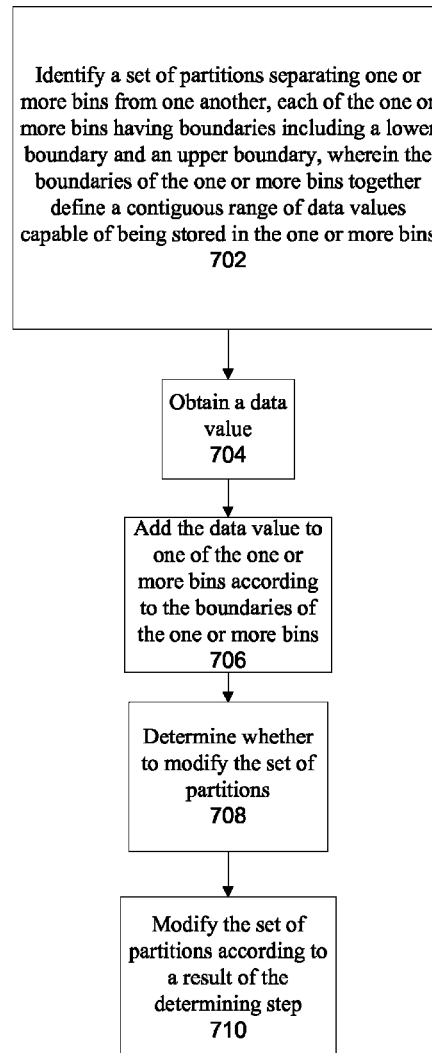 Identify a set of partitions separating one or
more bins from one another, each of the one or
more bins having boundaries including a lower
boundary and an upper boundary, wherein the
boundaries of the one or more bins together
define a contiguous range of data values
capable of being stored in the one or more bins
702
Obtain a data
value
704
Add the data value to
one of the one or
more bins according
to the boundaries of
the one or more bins
706
Determine whether
to modify the set of
partitions
708
Modify the set of
partitions according to
a result of the
determining step
710